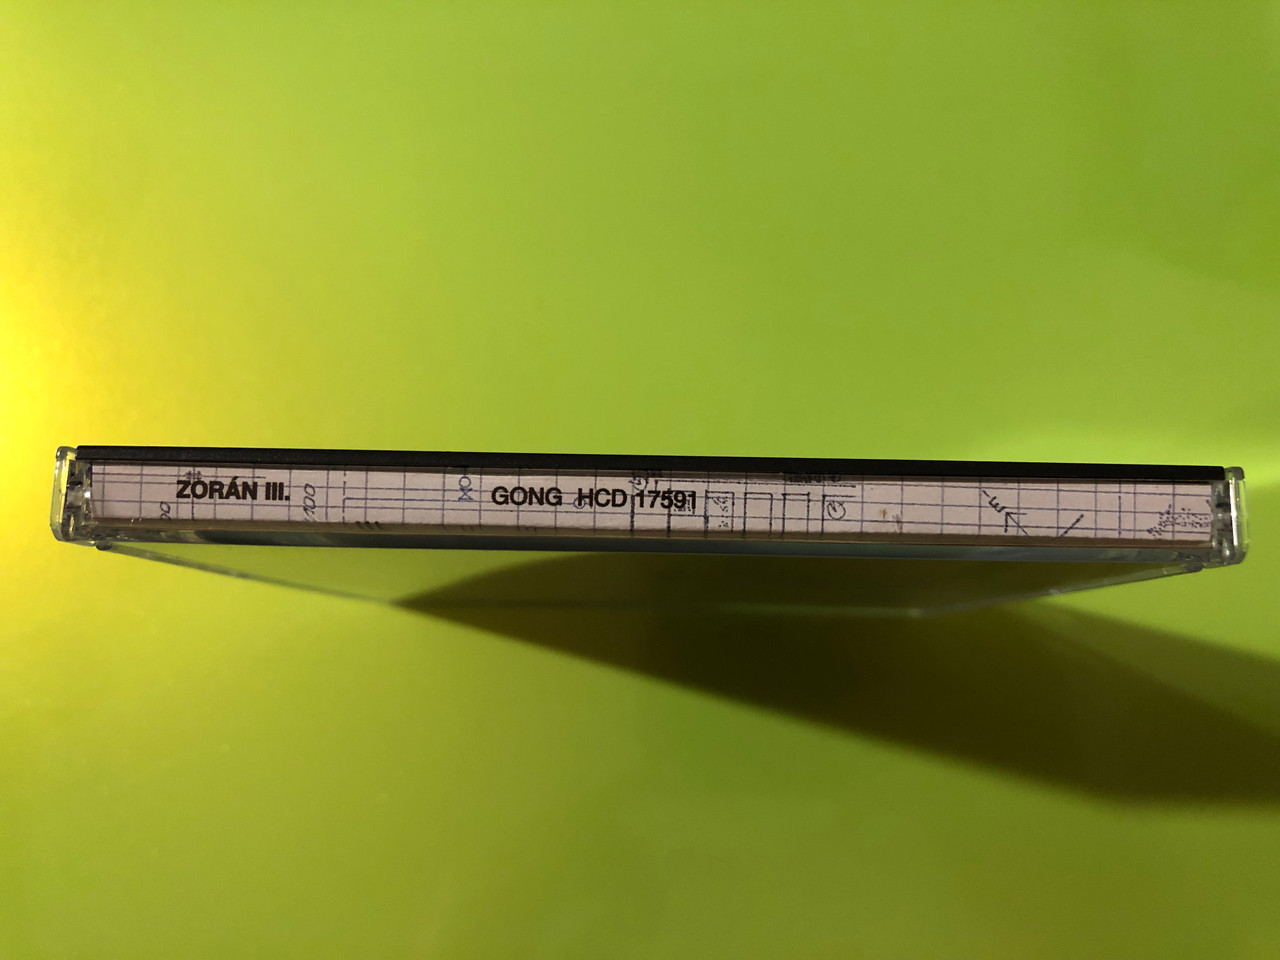 ZORÁN III. GONG HCD 17591